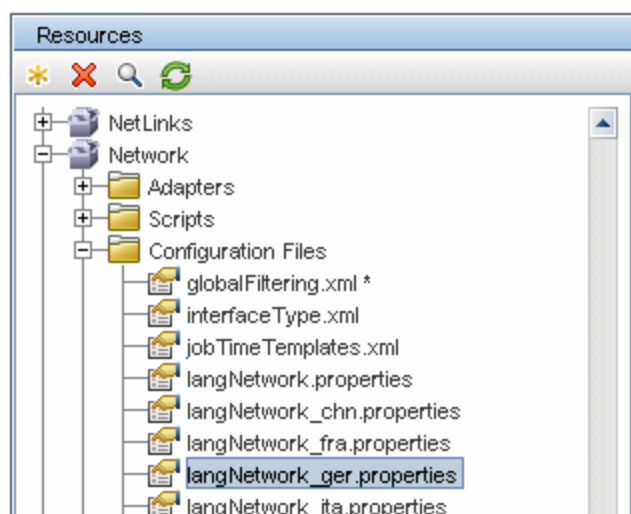 Resources
NetLinks
Network
Adapters
Scripts
Configuration Files
globalFiltering.xml *
interfaceType.xml
jobTimeTemplates.xml
langNetwork.properties
langNetwork_chn.properties
langNetwork_fra.properties
langNetwork_ger.properties
langNetwork_ita.properties